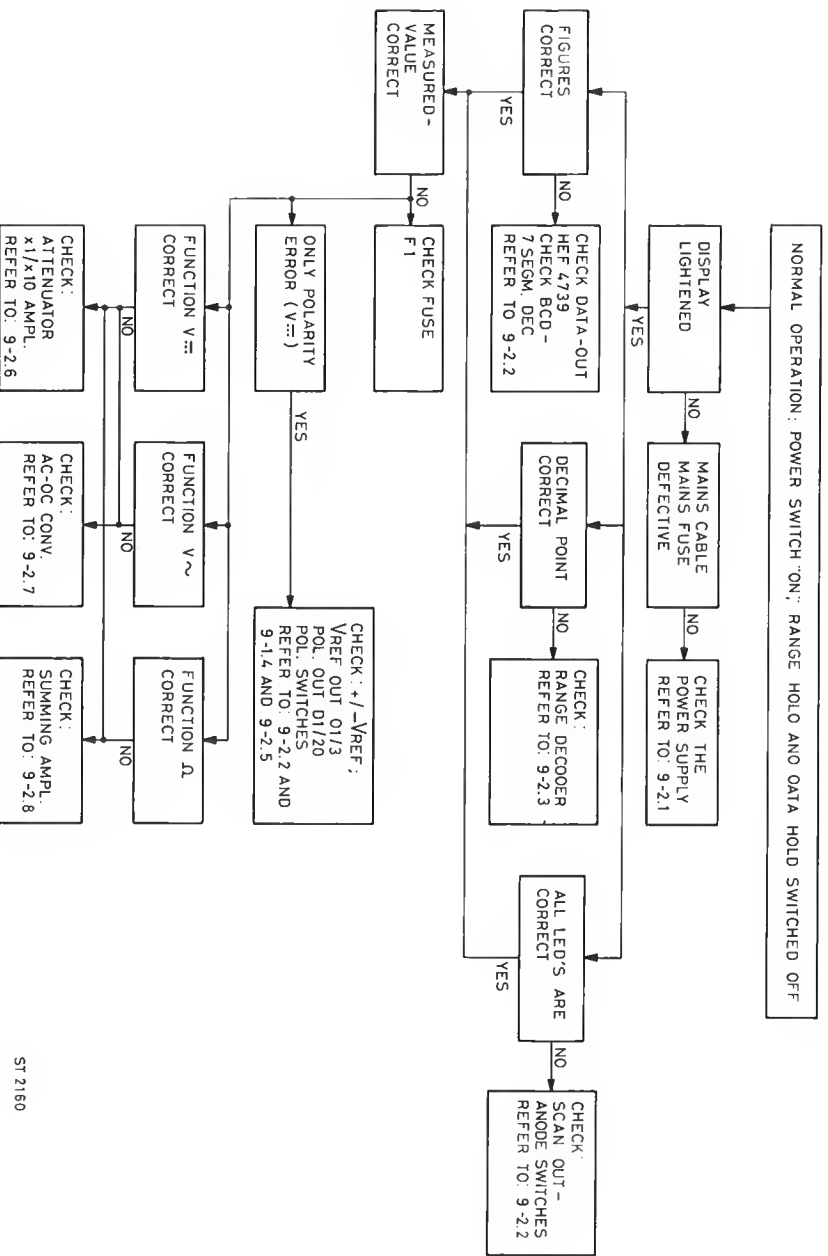 NORMAL OPERATION: POWER SWITCH "ON"; RANGE HOLO ANO OATA HOLD SWITCHED OFF
DISPLAY
LIGHTENED
NO
YES
MAINS CABLE
MAINS FUSE
DEFECTIVE
NO
CHECK THE
POWER SUPPLY
REFER TO: 9-2.1
FIGURES
CORRECT
NO
YES
CHECK DATA-OUT
HEF 4739
CHECK BCD-
7 SEGM. DEC
REFER TO 9-2.2
DECIMAL POINT
CORRECT
NO
YES
CHECK:
RANGE DECOOER
REFER TO: 9-2.3
ALL LED'S ARE
CORRECT
NO
YES
CHECK:
SCAN OUT-
ANODE SWITCHES
REFER TO: 9-2.2
MEASURED-
VALUE
CORRECT
NO
CHECK FUSE
F1
ONLY POLARITY
ERROR (V⎓)
YES
CHECK: +/-VREF;
VREF OUT O1/3
POL. OUT D1/20
POL. SWITCHES
REFER TO: 9-2.2 AND
9-1.4 AND 9-2.5
FUNCTION V⎓
CORRECT
NO
FUNCTION V~
CORRECT
NO
FUNCTION Ω
CORRECT
NO
CHECK:
ATTENUATOR
x1/x10 AMPL.
REFER TO: 9-2.6
CHECK:
AC-OC CONV.
REFER TO: 9-2.7
CHECK:
SUMMING AMPL.
REFER TO: 9-2.8
ST 2160